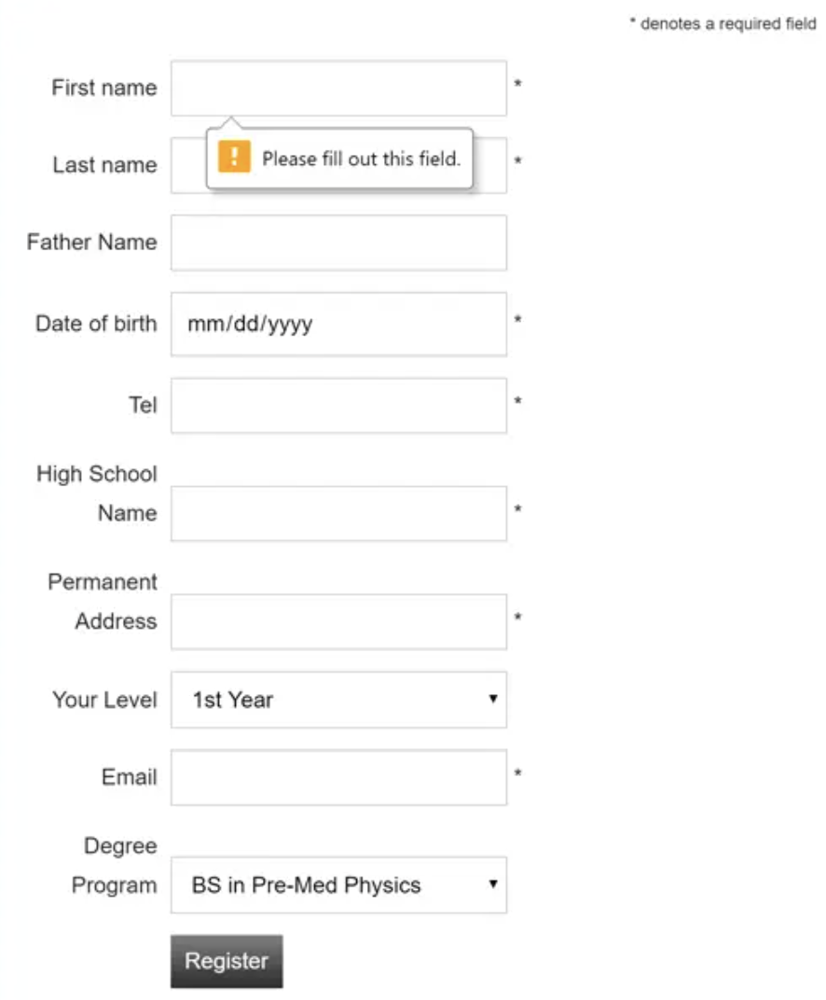 * denotes a required field
First name *
! Please fill out this field.
Last name *
Father Name
Date of birth mm/dd/yyyy *
Tel *
High School
Name *
Permanent
Address *
Your Level 1st Year ▼
Email *
Degree
Program BS in Pre-Med Physics ▼
Register